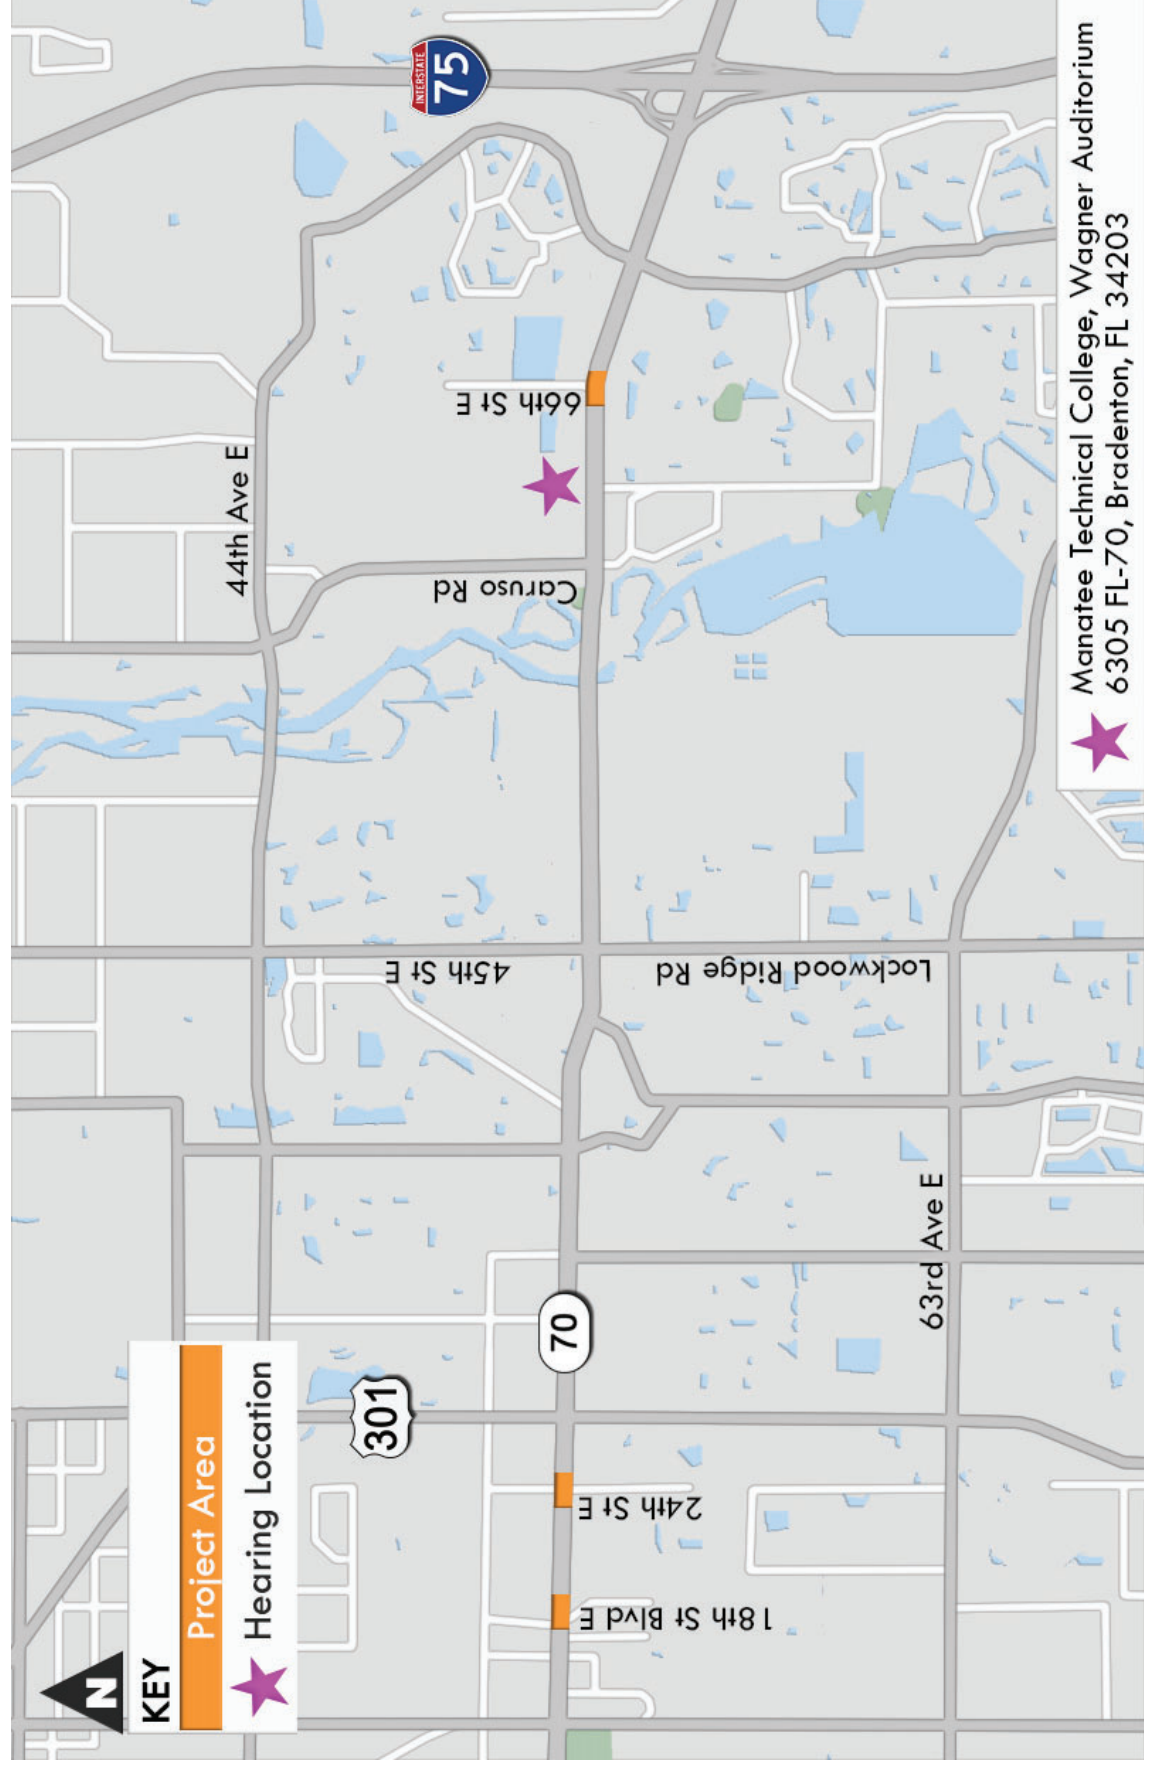 N
KEY
Project Area
Hearing Location
INTERSTATE
75
44th Ave E
66th St E
Caruso Rd
45th St E
Lockwood Ridge Rd
301
70
63rd Ave E
24th St E
18th St Blvd E
Manatee Technical College, Wagner Auditorium
6305 FL-70, Bradenton, FL 34203